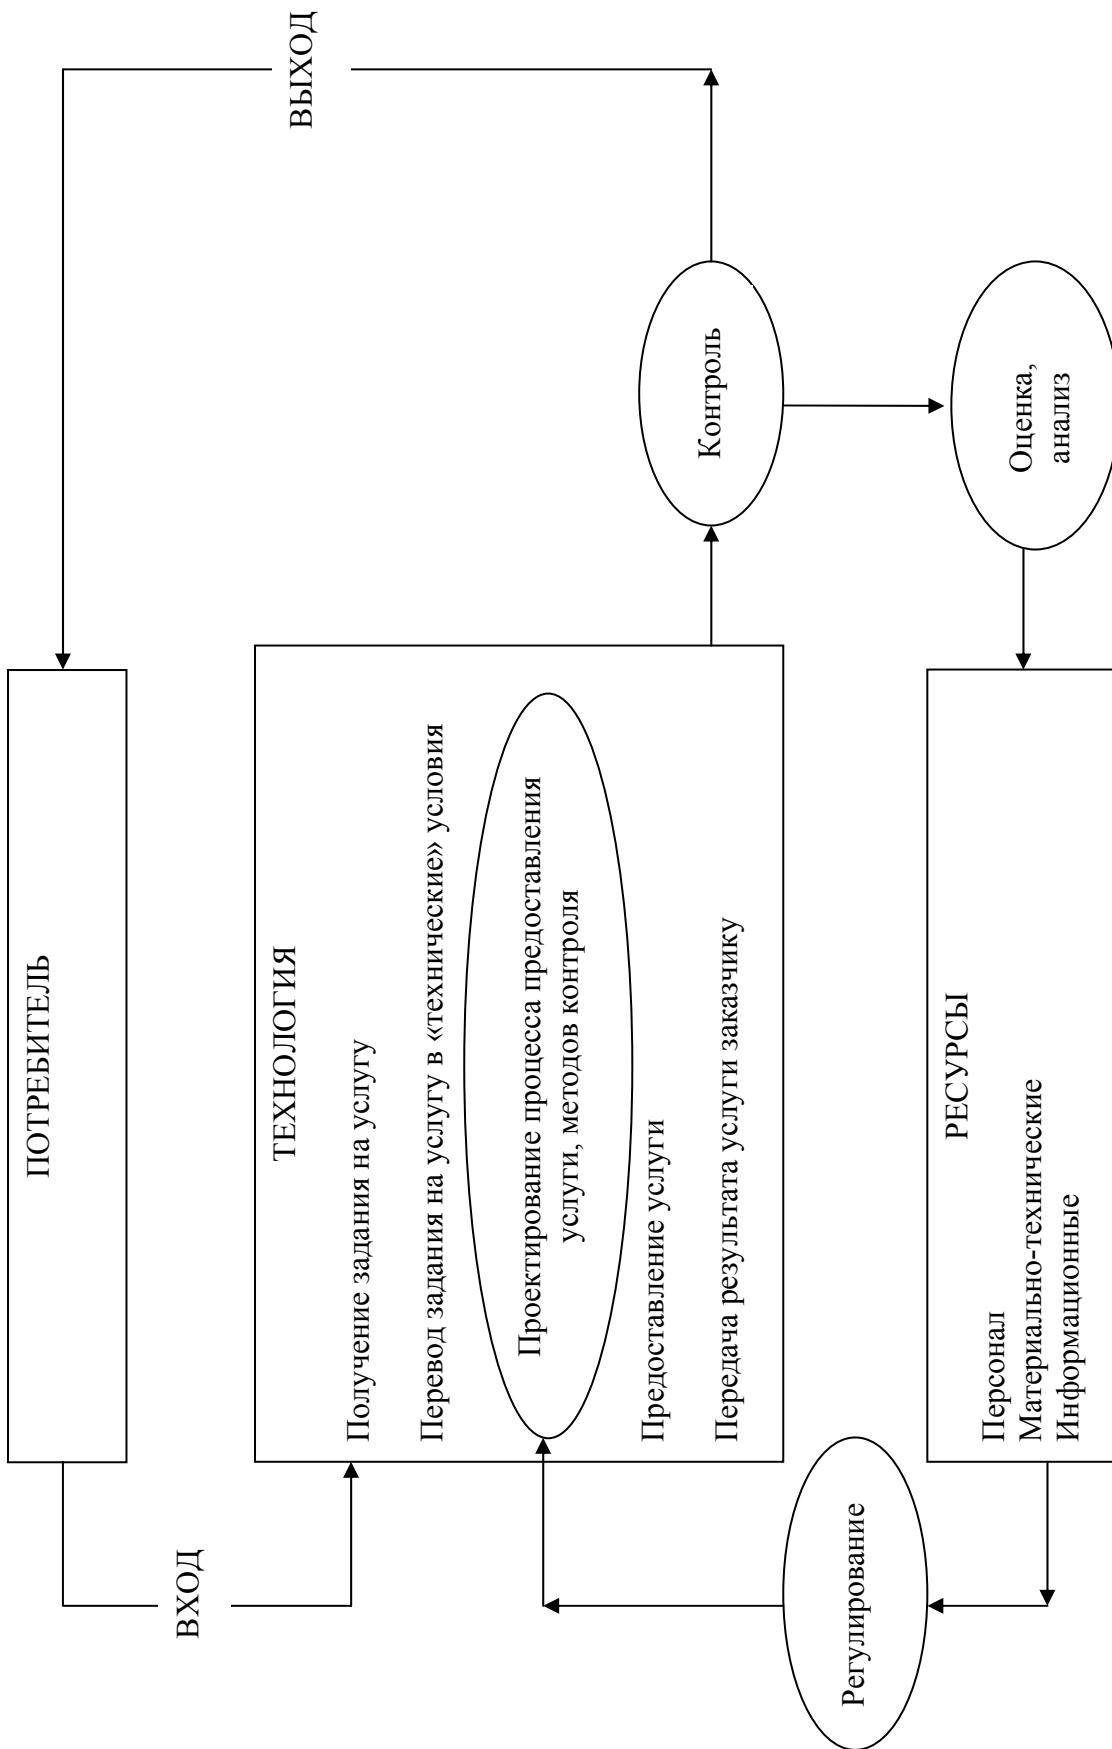 ПОТРЕБИТЕЛЬ
ВХОД
ВЫХОД
ТЕХНОЛОГИЯ
Получение задания на услугу
Перевод задания на услугу в «технические» условия
Проектирование процесса предоставления
услуги, методов контроля
Предоставление услуги
Передача результата услуги заказчику
Контроль
Регулирование
РЕСУРСЫ
Персонал
Материально-технические
Информационные
Оценка,
анализ